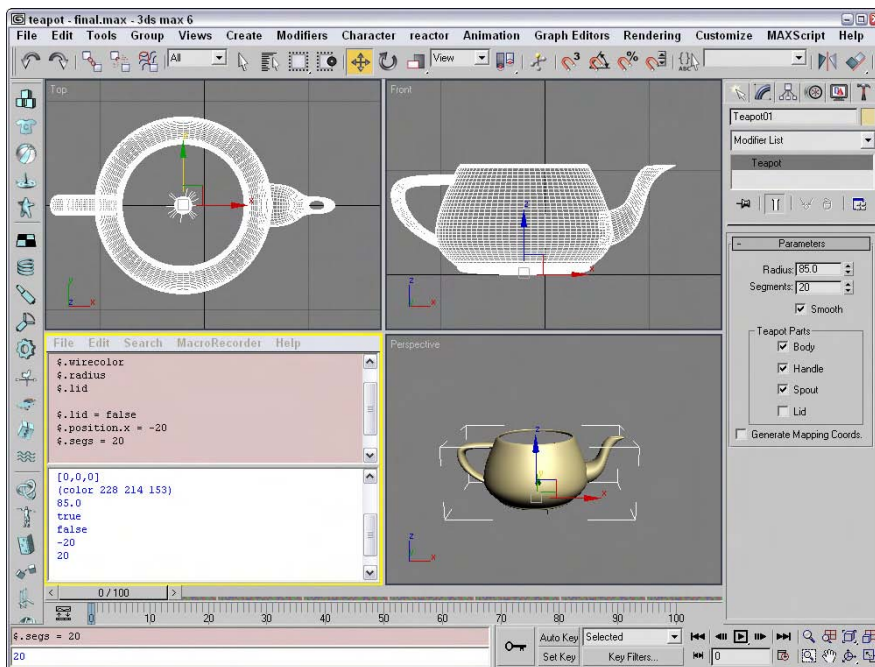 teapot - final.max - 3ds max 6
File Edit Tools Group Views Create Modifiers Character reactor Animation Graph Editors Rendering Customize MAXScript Help
All
View
3
%
ABC
Top
y
x
y
z x
Front
z
x
z
x
Teapot01
Modifier List
Teapot
- Parameters
Radius: 85.0
Segments: 20
Smooth
Teapot Parts
Body
Handle
Spout
Lid
Generate Mapping Coords.
File Edit Search MacroRecorder Help
$.wirecolor
$.radius
$.lid
$.lid = false
$.position.x = -20
$.segs = 20
[0,0,0]
(color 228 214 153)
85.0
true
false
-20
20
Perspective
z
x
z
x
< 0 / 100 >
0 10 20 30 40 50 60 70 80 90 100
$.segs = 20
20
Auto Key Selected
Set Key Key Filters...
0